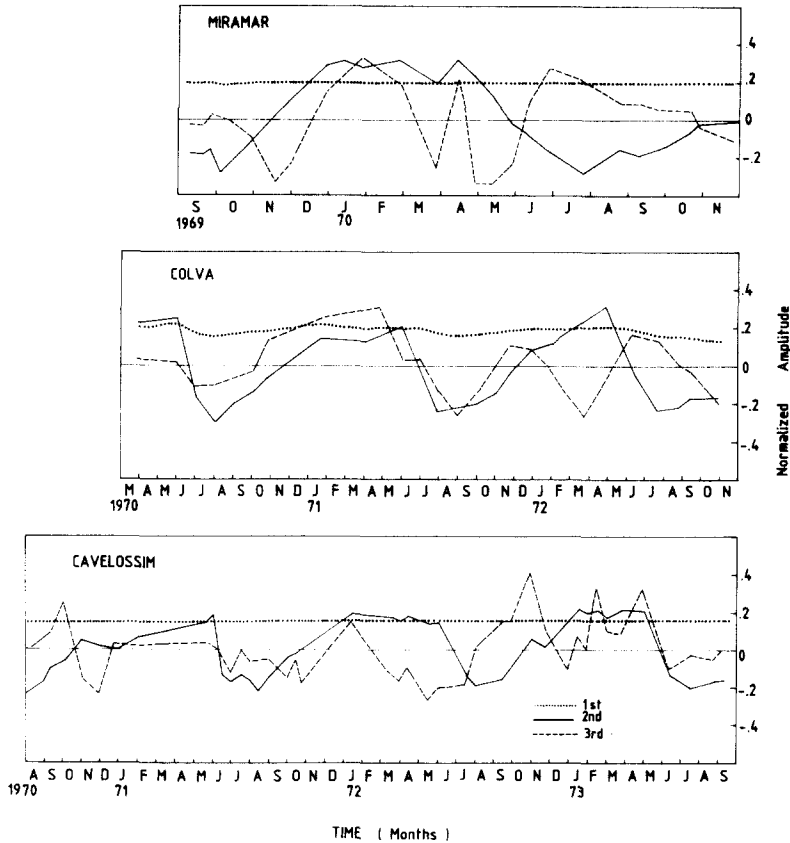 MIRAMAR
.4
.2
0
-.2
S O N D J F M A M J J A S O N
1969 70
COLVA
.4
.2
0
-.2
-.4
Normalized Amplitude
M A M J J A S O N D J F M A M J J A S O N D J F M A M J J A S O N
1970 71 72
CAVELOSSIM
.4
.2
0
-.2
-.4
1st
2nd
3rd
A S O N D J F M A M J J A S O N D J F M A M J J A S O N D J F M A M J J A S
1970 71 72 73
TIME ( Months )